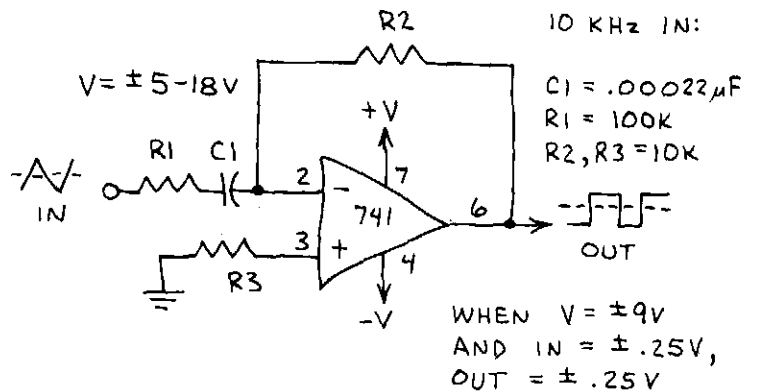 R2
10 KHz IN:
V = ± 5-18V
C1 = .00022µF
R1 = 100K
R2, R3 = 10K
+V
R1
C1
2
-
7
IN
741
6
3
+
4
OUT
R3
-V
WHEN V = ±9V
AND IN = ±.25V,
OUT = ±.25V